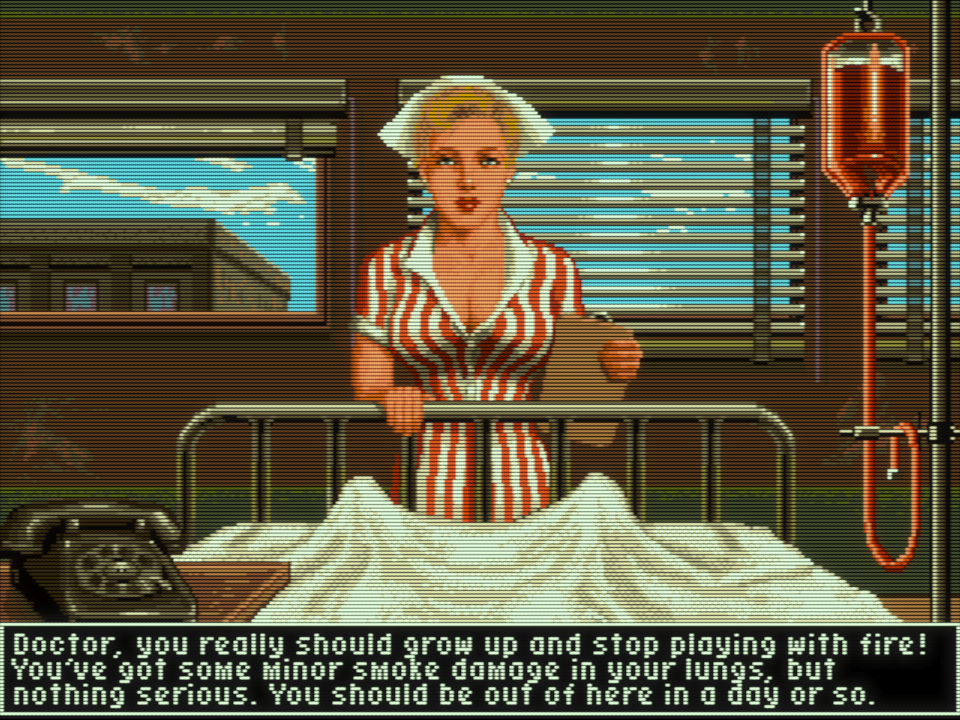 Doctor, you really should grow up and stop playing with fire!
You've got some minor smoke damage in your lungs, but
nothing serious. You should be out of here in a day or so.